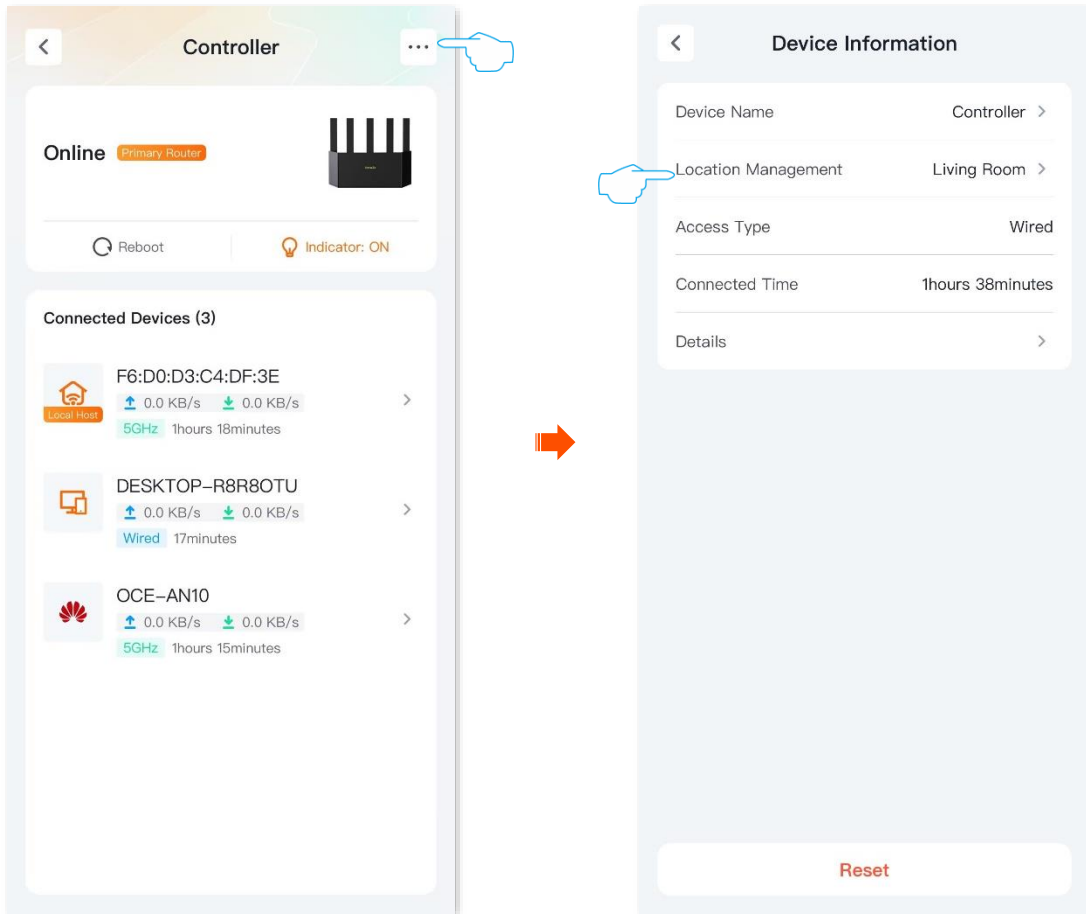 Controller
Online Primary Router
Reboot
Indicator: ON
Connected Devices (3)
F6:D0:D3:C4:DF:3E
0.0 KB/s 0.0 KB/s
Local Host
5GHz 1hours 18minutes
DESKTOP-R8R8OTU
0.0 KB/s 0.0 KB/s
Wired 17minutes
OCE-AN10
0.0 KB/s 0.0 KB/s
5GHz 1hours 15minutes
Device Information
Device Name Controller
Location Management Living Room
Access Type Wired
Connected Time 1hours 38minutes
Details
Reset